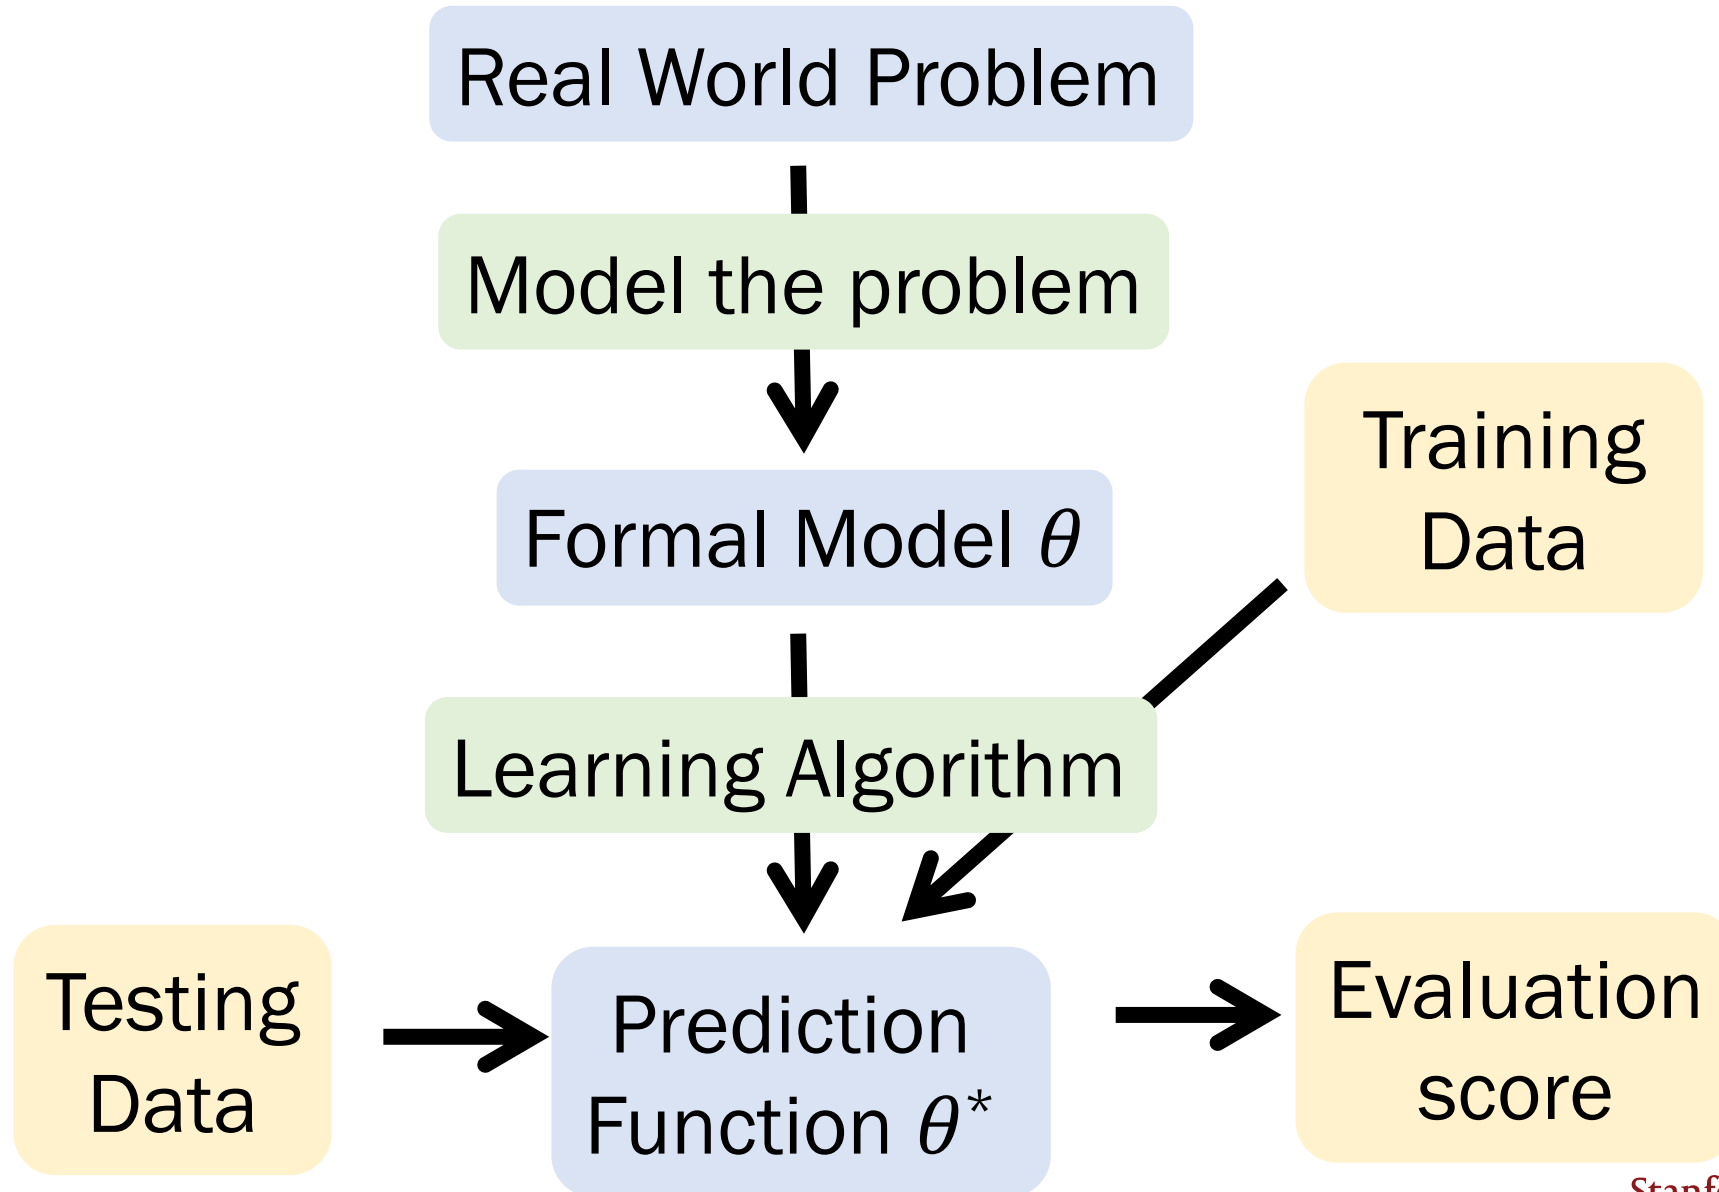 Real World Problem
Model the problem
Formal Model θ
Training
Data
Learning Algorithm
Testing
Data
Prediction
Function θ*
Evaluation
score